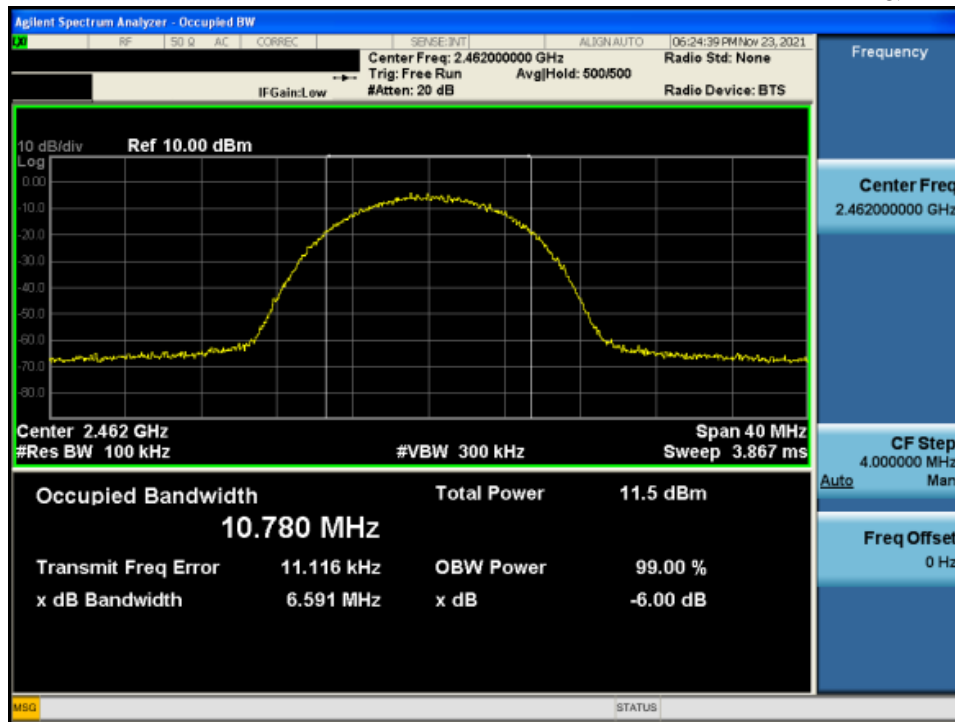 Agilent Spectrum Analyzer - Occupied BW
LXI RF 50 Ω AC CORREC SENSE:INT ALIGN AUTO 06:24:39 PM Nov 23, 2021
Center Freq: 2.462000000 GHz Radio Std: None
Trig: Free Run Avg|Hold: 500/500
IFGain:Low #Atten: 20 dB Radio Device: BTS
10 dB/div Ref 10.00 dBm
Log
0.00
-10.0
-20.0
-30.0
-40.0
-50.0
-60.0
-70.0
-80.0
Center 2.462 GHz Span 40 MHz
#Res BW 100 kHz #VBW 300 kHz Sweep 3.867 ms
Occupied Bandwidth Total Power 11.5 dBm
10.780 MHz
Transmit Freq Error 11.116 kHz OBW Power 99.00 %
x dB Bandwidth 6.591 MHz x dB -6.00 dB
Frequency
Center Freq
2.462000000 GHz
CF Step
4.000000 MHz
Auto Man
Freq Offset
0 Hz
MSG STATUS